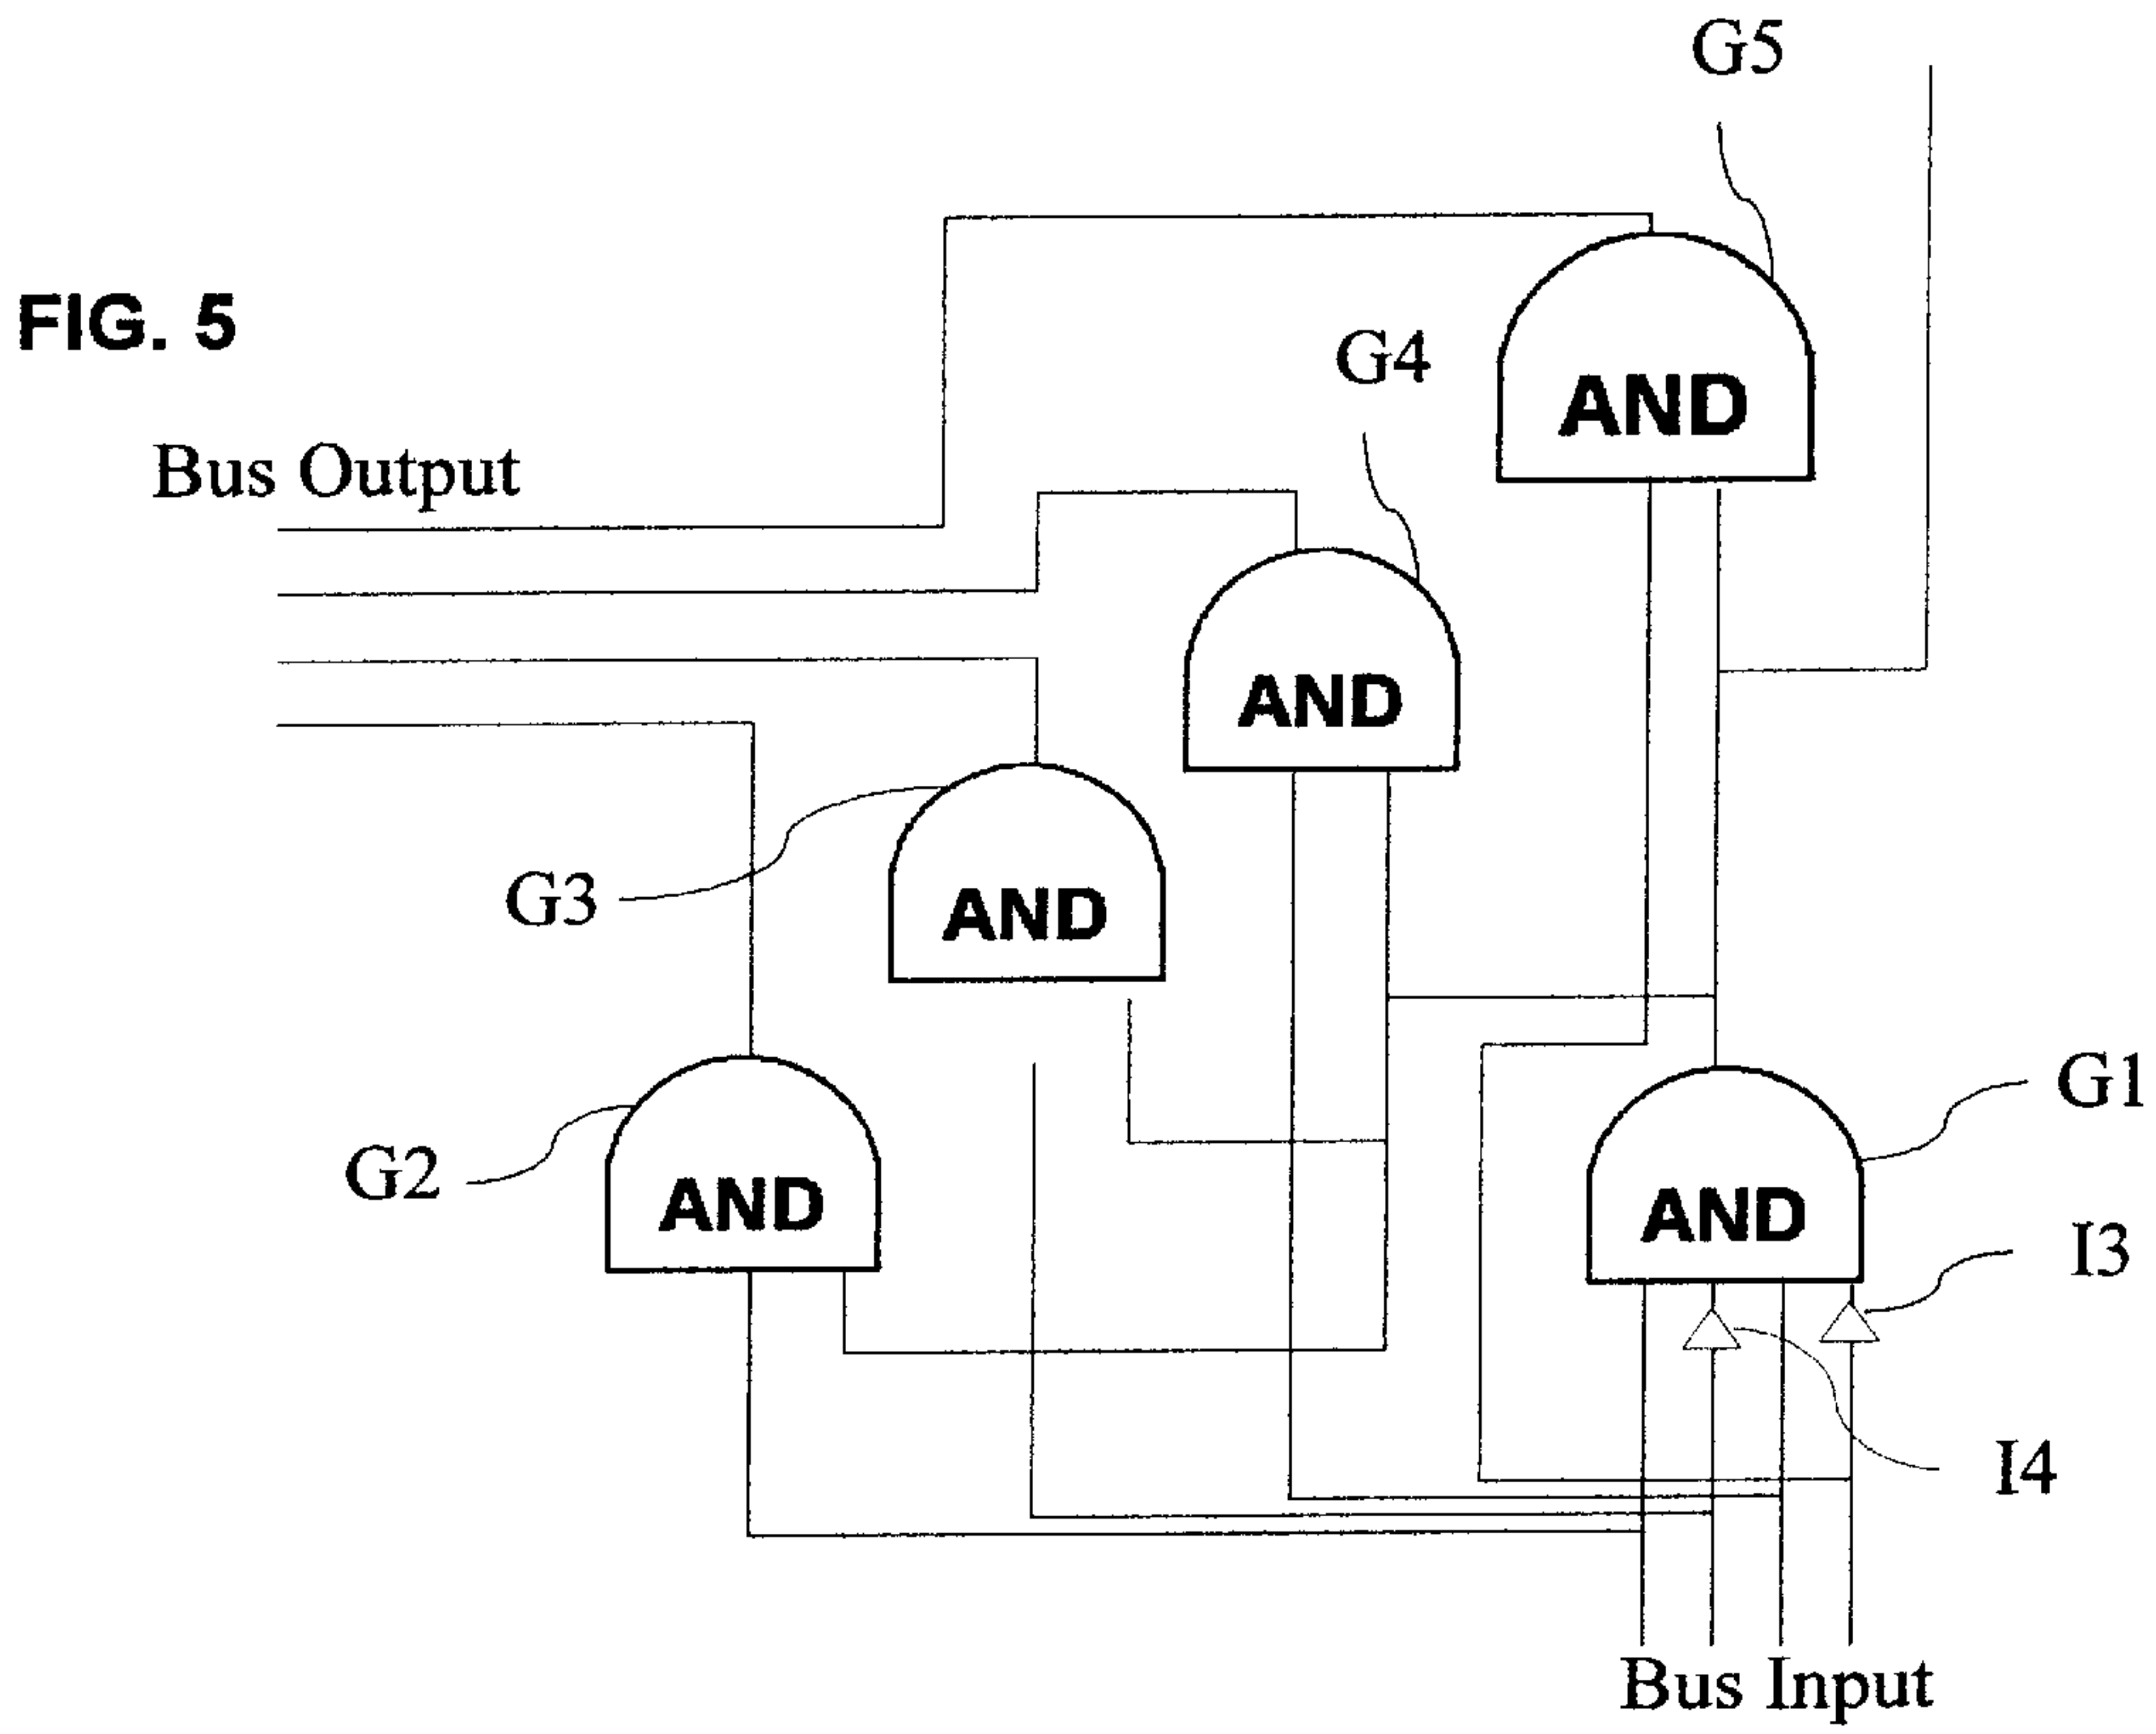 G5
FIG. 5
G4
AND
Bus Output
AND
G3
AND
G1
G2
AND
AND
I3
I4
Bus Input